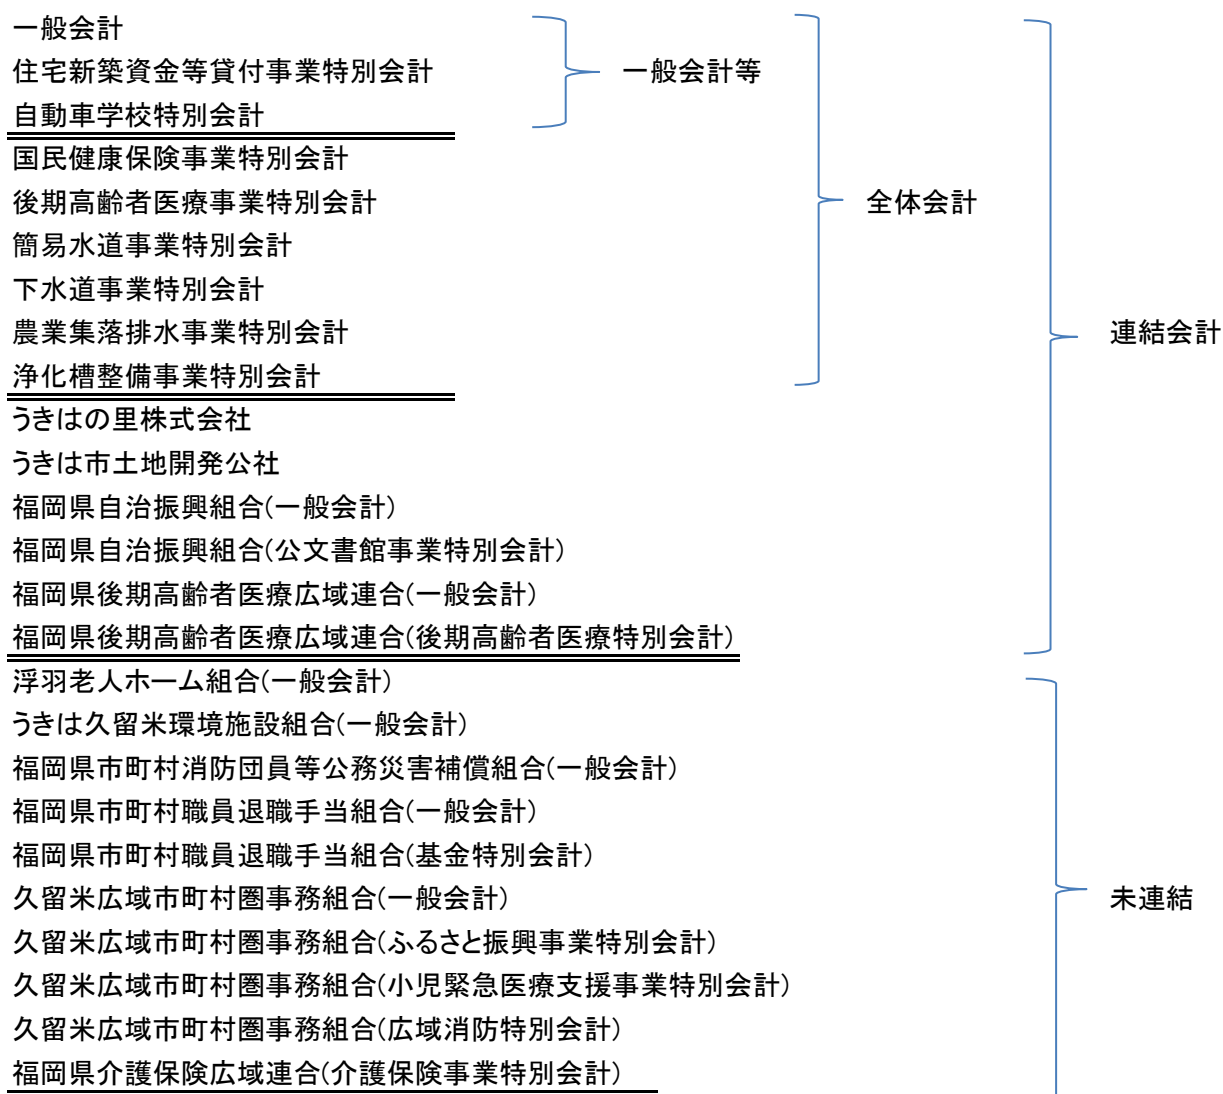 一般会計
住宅新築資金等貸付事業特別会計
一般会計等
自動車学校特別会計
国民健康保険事業特別会計
後期高齢者医療事業特別会計
全体会計
簡易水道事業特別会計
下水道事業特別会計
農業集落排水事業特別会計
連結会計
浄化槽整備事業特別会計
うきはの里株式会社
うきは市土地開発公社
福岡県自治振興組合(一般会計)
福岡県自治振興組合(公文書館事業特別会計)
福岡県後期高齢者医療広域連合(一般会計)
福岡県後期高齢者医療広域連合(後期高齢者医療特別会計)
浮羽老人ホーム組合(一般会計)
うきは久留米環境施設組合(一般会計)
福岡県市町村消防団員等公務災害補償組合(一般会計)
福岡県市町村職員退職手当組合(一般会計)
福岡県市町村職員退職手当組合(基金特別会計)
久留米広域市町村圏事務組合(一般会計)
未連結
久留米広域市町村圏事務組合(ふるさと振興事業特別会計)
久留米広域市町村圏事務組合(小児緊急医療支援事業特別会計)
久留米広域市町村圏事務組合(広域消防特別会計)
福岡県介護保険広域連合(介護保険事業特別会計)